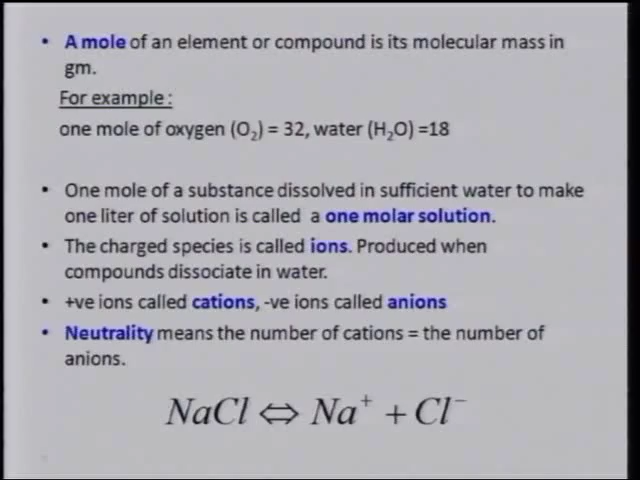 • A mole of an element or compound is its molecular mass in
gm.
For example :
one mole of oxygen (O₂) = 32, water (H₂O) =18
• One mole of a substance dissolved in sufficient water to make
one liter of solution is called a one molar solution.
• The charged species is called ions. Produced when
compounds dissociate in water.
• +ve ions called cations, -ve ions called anions
• Neutrality means the number of cations = the number of
anions.
NaCl ⇔ Na⁺ + Cl⁻